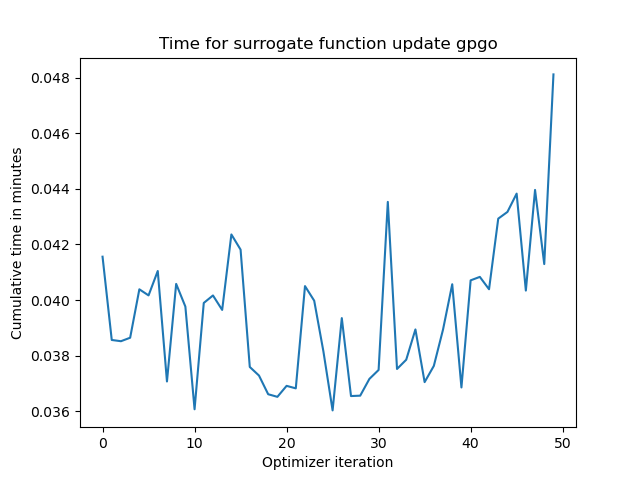 Time for surrogate function update gpgo
0.048
0.046
0.044
0.042
0.040
0.038
0.036
Cumulative time in minutes
0 10 20 30 40 50
Optimizer iteration